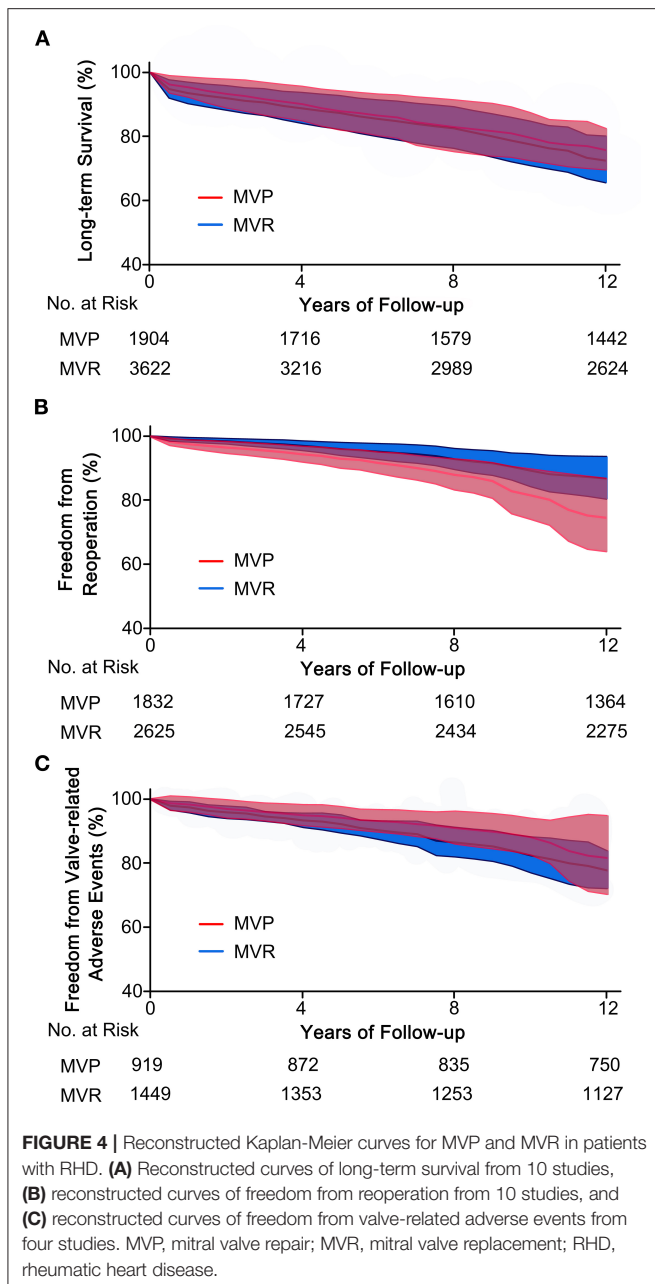 A
Long-term Survival (%)
100
80
60
40
MVP
MVR
0 4 8 12
No. at Risk Years of Follow-up
MVP 1904 1716 1579 1442
MVR 3622 3216 2989 2624
B
Freedom from
Reoperation (%)
100
80
60
40
MVP
MVR
0 4 8 12
No. at Risk Years of Follow-up
MVP 1832 1727 1610 1364
MVR 2625 2545 2434 2275
C
Freedom from Valve-related
Adverse Events (%)
100
80
60
40
MVP
MVR
0 4 8 12
No. at Risk Years of Follow-up
MVP 919 872 835 750
MVR 1449 1353 1253 1127
FIGURE 4 | Reconstructed Kaplan-Meier curves for MVP and MVR in patients
with RHD. (A) Reconstructed curves of long-term survival from 10 studies,
(B) reconstructed curves of freedom from reoperation from 10 studies, and
(C) reconstructed curves of freedom from valve-related adverse events from
four studies. MVP, mitral valve repair; MVR, mitral valve replacement; RHD,
rheumatic heart disease.